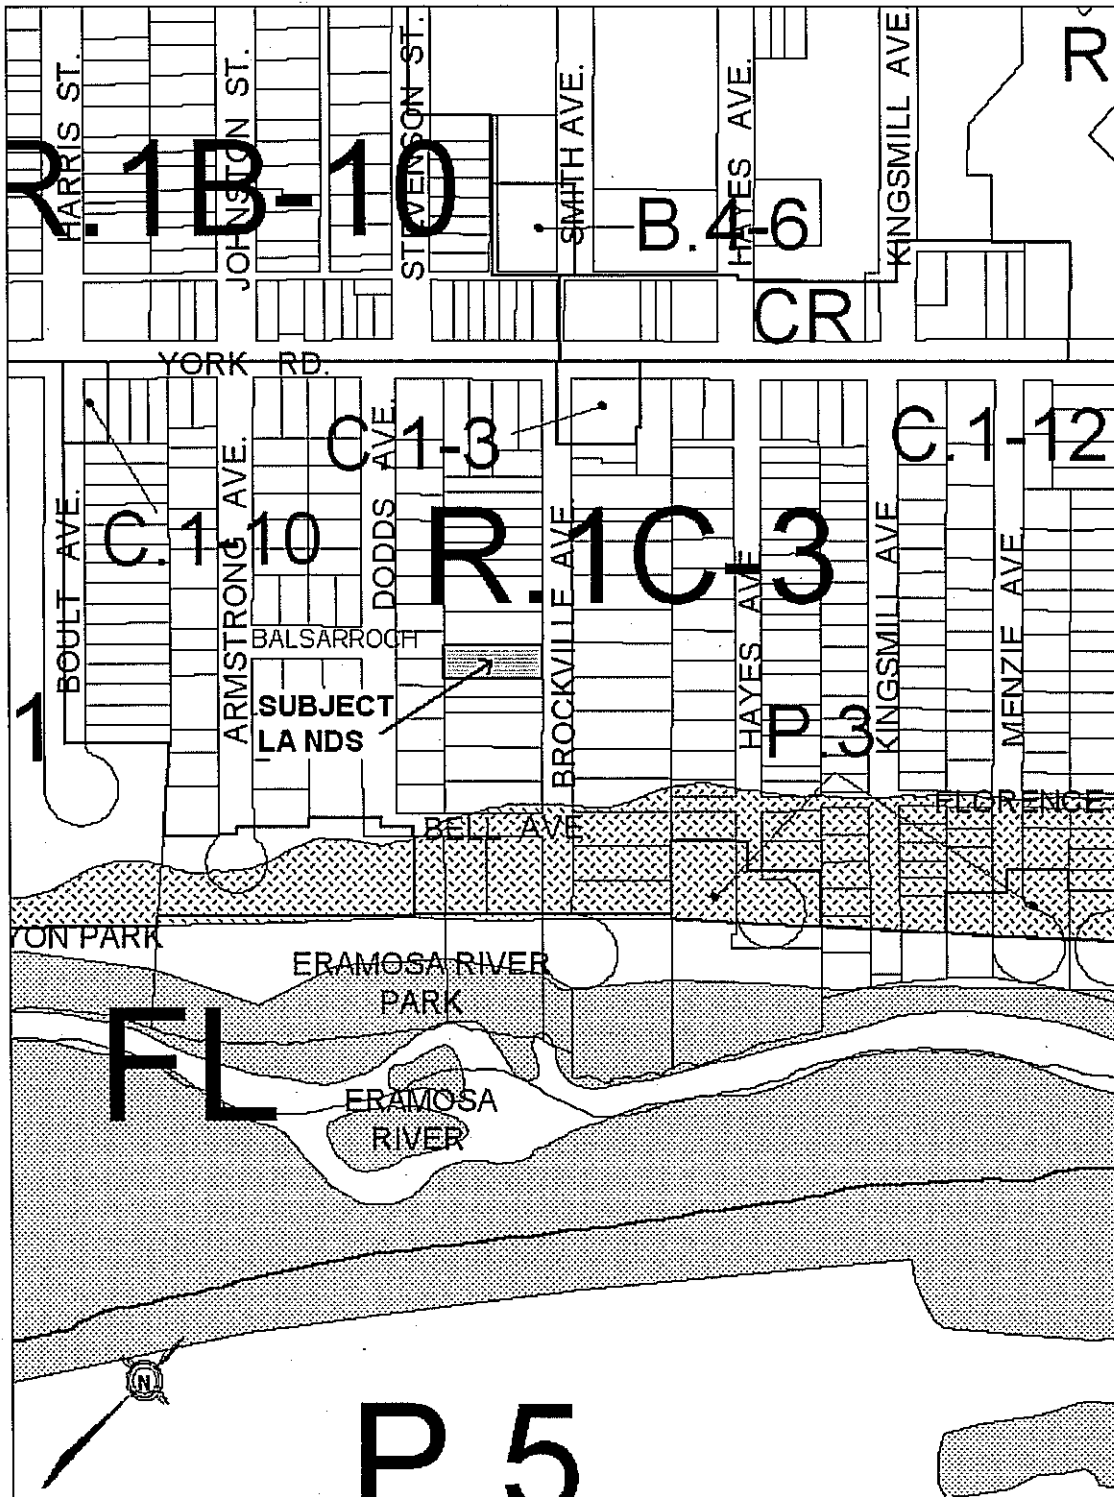 HARRIS ST.
JOHNSTON ST.
STEVENSON ST.
SMITH AVE.
HAYES AVE.
KINGSMILL AVE.
R
R.1B-10
B.4-6
CR
YORK RD.
C.1-3
C.1-12
C.1-10
R.1C-3
BOULT AVE.
ARMSTRONG AVE.
DODDS AVE.
BROCKVILLE AVE.
HAYES AVE
KINGSMILL AVE
MENZIE AVE.
BALSARROCH
SUBJECT
LANDS
1
P.3
FLORENCE
BELL AVE
YON PARK
ERAMOSA RIVER
PARK
FL
ERAMOSA
RIVER
N
P.5